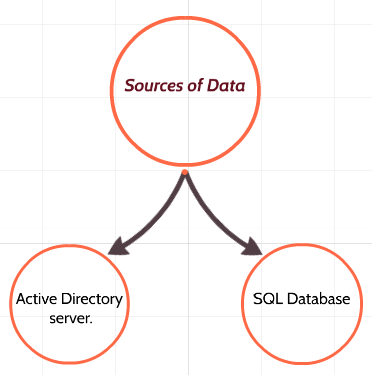 Sources of Data
Active Directory
server.
SQL Database